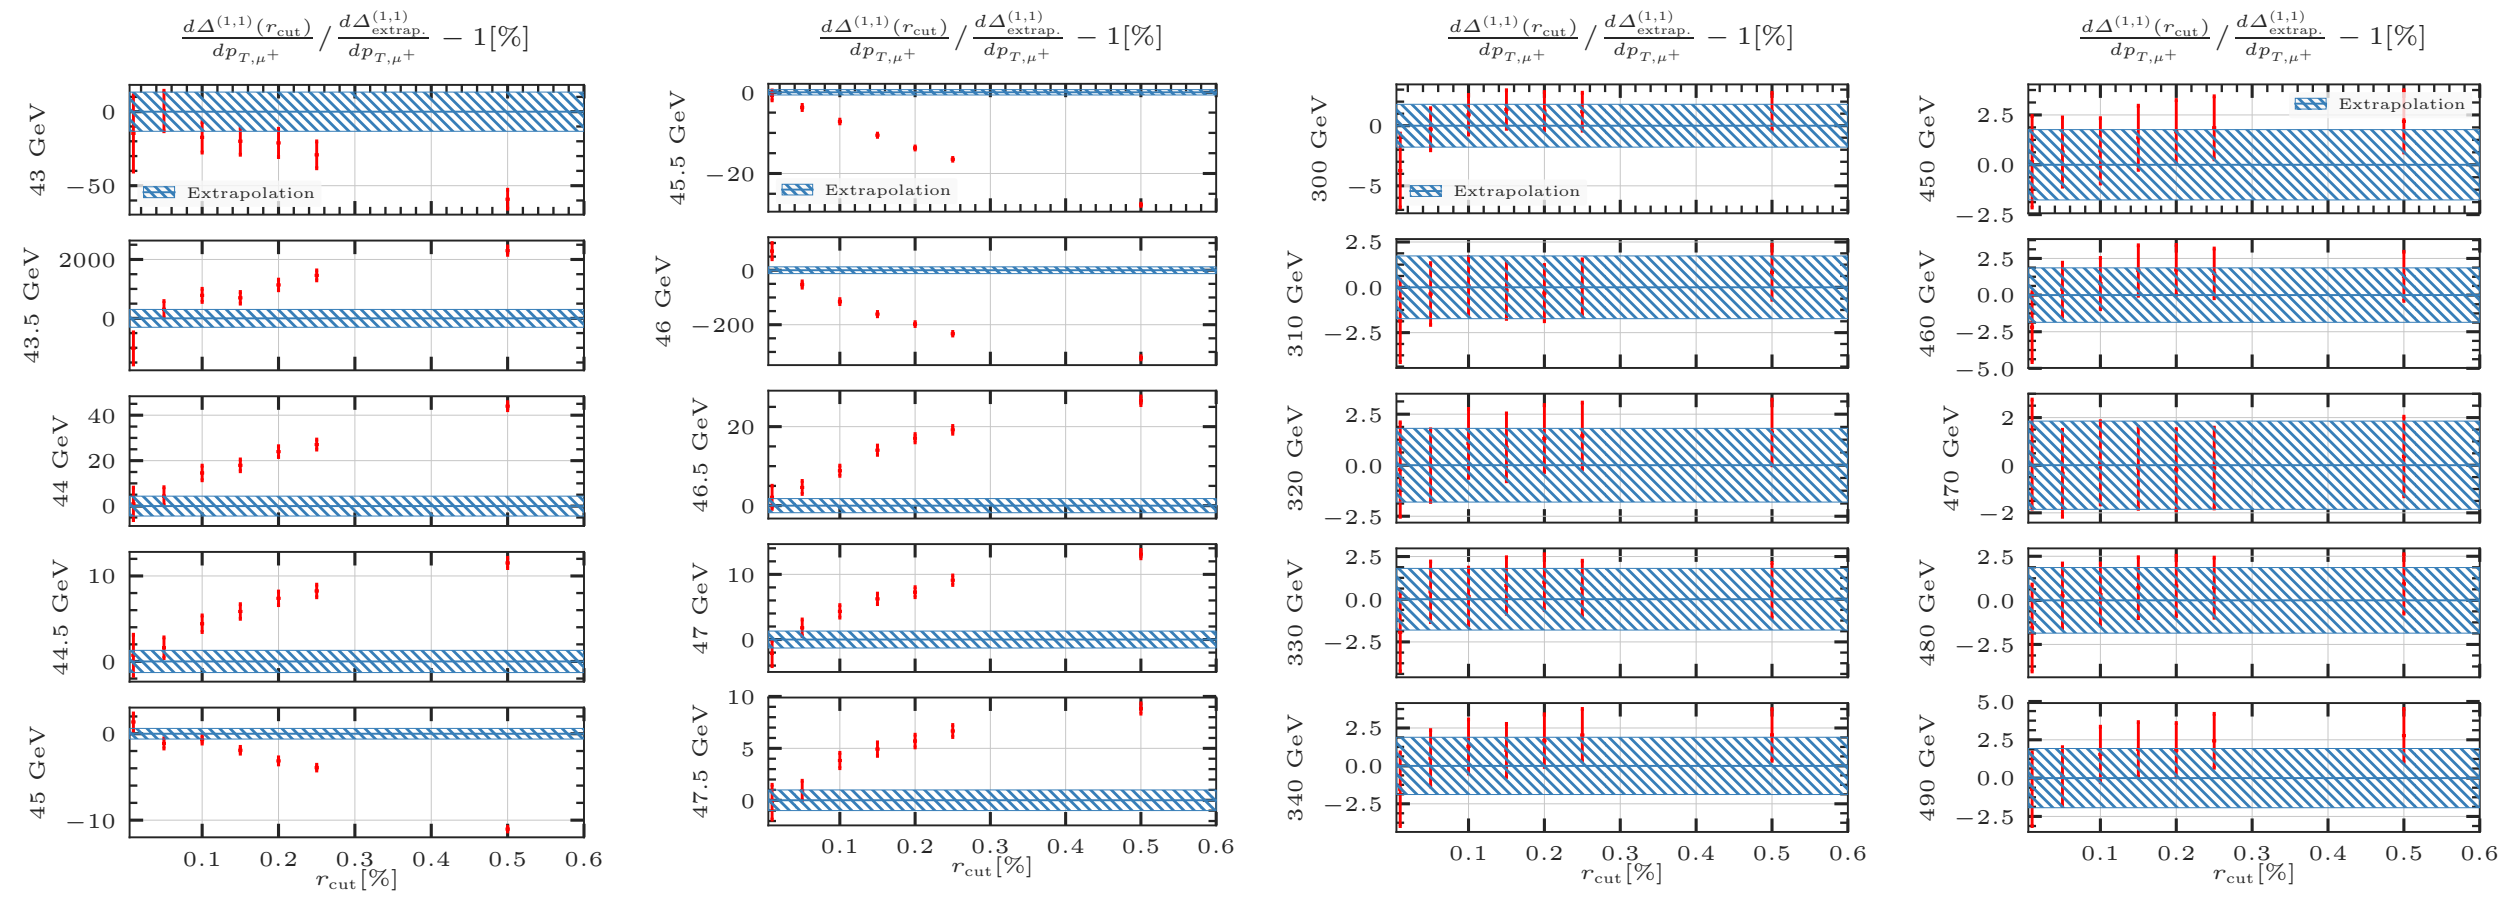 dΔ^(1,1)(r_cut)/dp_T,μ+ / dΔ^(1,1)_extrap./dp_T,μ+ − 1[%]
43 GeV
0
−50
Extrapolation
43.5 GeV
2000
0
44 GeV
40
20
0
44.5 GeV
10
0
45 GeV
0
−10
0.1 0.2 0.3 0.4 0.5 0.6
r_cut[%]
dΔ^(1,1)(r_cut)/dp_T,μ+ / dΔ^(1,1)_extrap./dp_T,μ+ − 1[%]
45.5 GeV
0
−20
Extrapolation
46 GeV
0
−200
46.5 GeV
20
0
47 GeV
10
0
47.5 GeV
10
5
0
0.1 0.2 0.3 0.4 0.5 0.6
r_cut[%]
dΔ^(1,1)(r_cut)/dp_T,μ+ / dΔ^(1,1)_extrap./dp_T,μ+ − 1[%]
300 GeV
0
−5
Extrapolation
310 GeV
2.5
0.0
−2.5
320 GeV
2.5
0.0
−2.5
330 GeV
2.5
0.0
−2.5
340 GeV
2.5
0.0
−2.5
0.1 0.2 0.3 0.4 0.5 0.6
r_cut[%]
dΔ^(1,1)(r_cut)/dp_T,μ+ / dΔ^(1,1)_extrap./dp_T,μ+ − 1[%]
450 GeV
Extrapolation
2.5
0.0
−2.5
460 GeV
2.5
0.0
−2.5
−5.0
470 GeV
2
0
−2
480 GeV
2.5
0.0
−2.5
490 GeV
5.0
2.5
0.0
−2.5
0.1 0.2 0.3 0.4 0.5 0.6
r_cut[%]